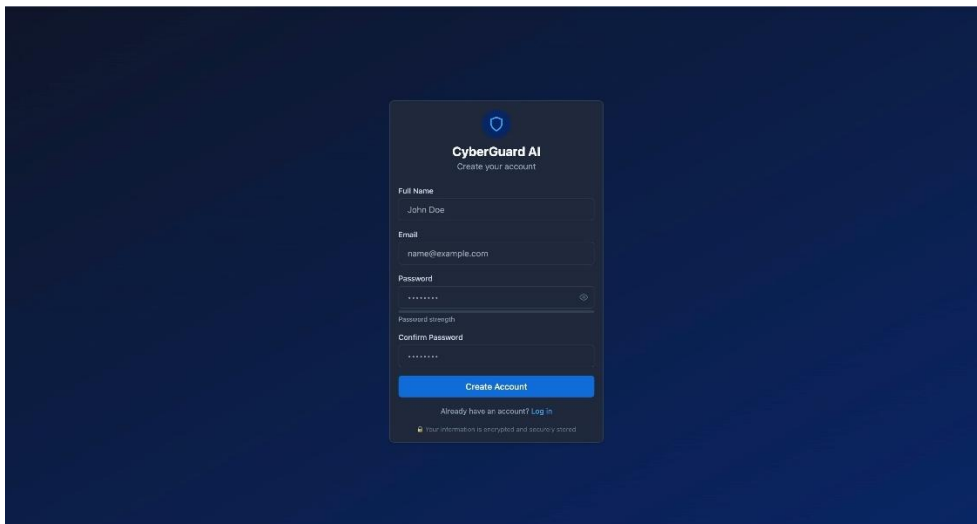 CyberGuard AI
Create your account
Full Name
John Doe
Email
name@example.com
Password
••••••••
Password strength
Confirm Password
••••••••
Create Account
Already have an account? Log in
🔒 Your information is encrypted and securely stored